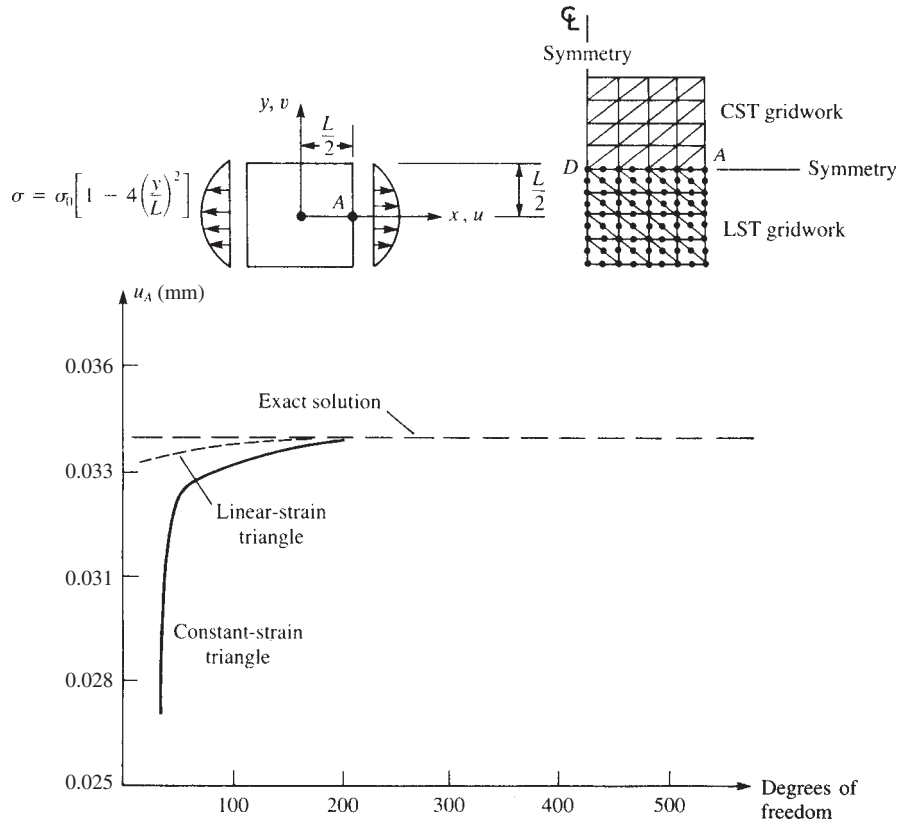 ℄
Symmetry
y, v
L/2
CST gridwork
σ = σ₀[1 − 4(y/L)²]
A
x, u
L/2
D
A
Symmetry
LST gridwork
u_A (mm)
0.036
Exact solution
0.033
Linear-strain
triangle
0.031
Constant-strain
triangle
0.028
0.025
100
200
300
400
500
Degrees of
freedom